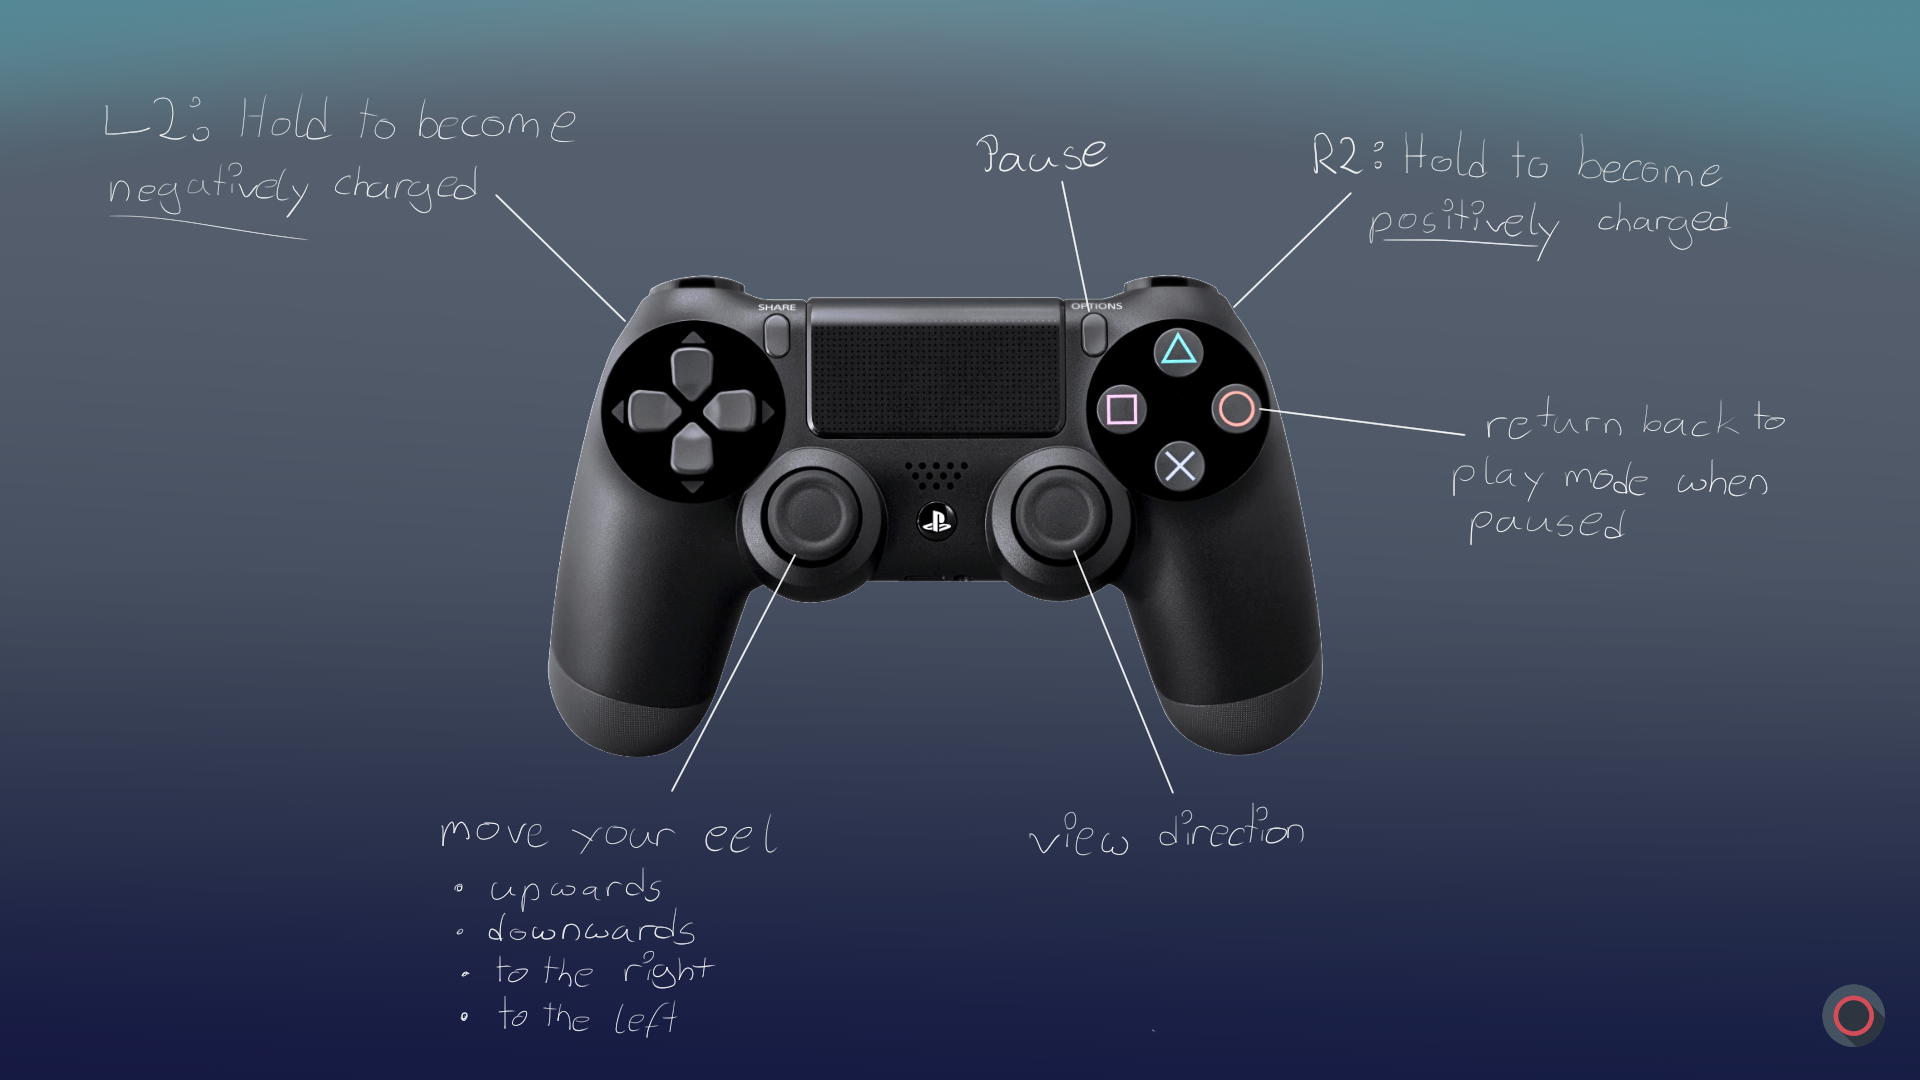 L2: Hold to become
negatively charged
Pause
R2: Hold to become
positively charged
SHARE
OPTIONS
return back to
play mode when
paused
move your eel
• upwards
• downwards
• to the right
• to the left
view direction